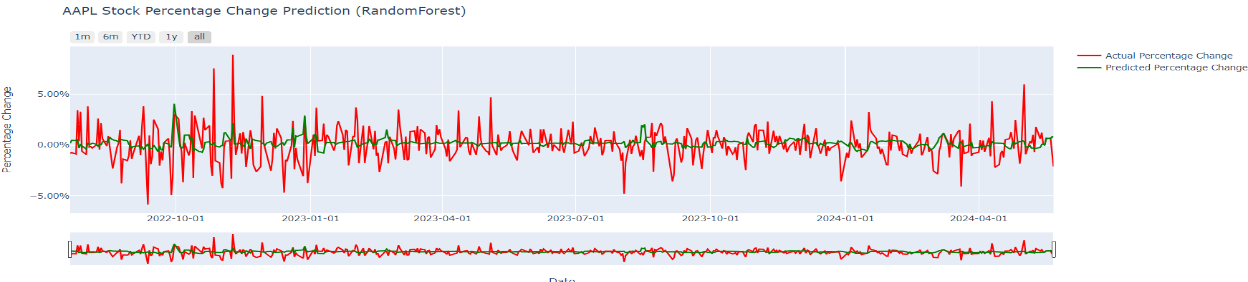 AAPL Stock Percentage Change Prediction (RandomForest)
1m 6m YTD 1y all
Actual Percentage Change
Predicted Percentage Change
Percentage Change
5.00%
0.00%
−5.00%
2022-10-01 2023-01-01 2023-04-01 2023-07-01 2023-10-01 2024-01-01 2024-04-01
Date